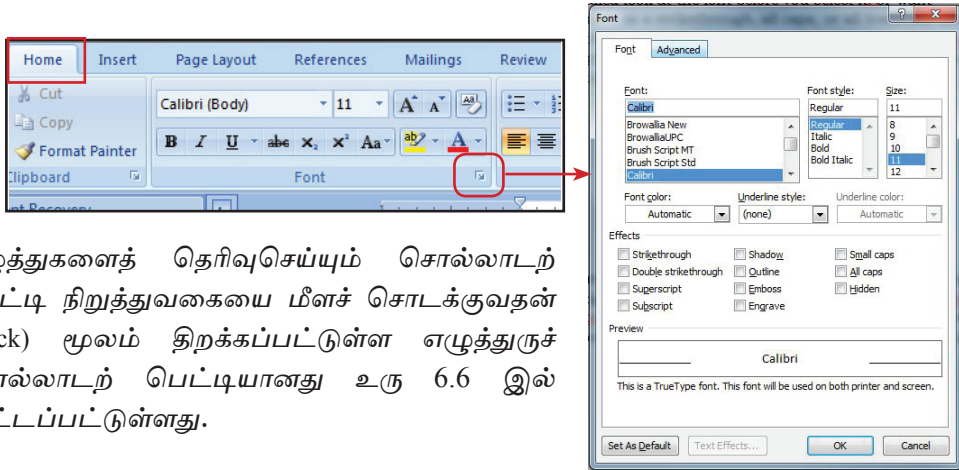 Home Insert Page Layout References Mailings Review
Cut
Copy
Format Painter
Calibri (Body) 11
B I U abc x₂ x² Aa ab A
Clipboard Font
தெரிவுசெய்யும் சொல்லாடற்
நிறுத்துவகையை மீளச் சொடக்குவதன்
மூலம் திறக்கப்பட்டுள்ள எழுத்துருச்
பெட்டியானது உரு 6.6 இல்
Font
Font Advanced
Font: Font style: Size:
Calibri Regular 11
Browallia New Regular 8
BrowalliaUPC Italic 9
Brush Script MT Bold 10
Brush Script Std Bold Italic 11
Calibri 12
Font color: Underline style: Underline color:
Automatic (none) Automatic
Effects
Strikethrough Shadow Small caps
Double strikethrough Outline All caps
Superscript Emboss Hidden
Subscript Engrave
Preview
Calibri
This is a TrueType font. This font will be used on both printer and screen.
Set As Default Text Effects... OK Cancel